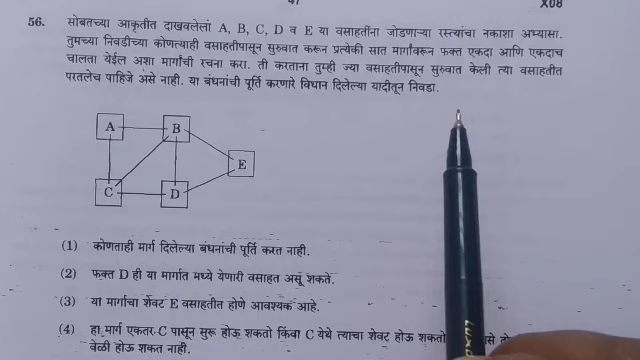 47
X08
56. सोबतच्या आकृतीत दाखवलेलो A, B, C, D व E या वसाहतींना जोडणाऱ्या रस्त्यांचा नकाशा अभ्यासा.
तुमच्या निवडीच्या कोणत्याही वसाहतीपासून सुरुवात करून प्रत्येकी सात मार्गांवरून फक्त एकदा आणि एकदाच
चालता येईल अशा मार्गांची रचना करा. ती करताना तुम्ही ज्या वसाहतीपासून सुरुवात केली त्या वसाहतीत
परतलेच पाहिजे असे नाही. या बंधनांची पूर्ति करणारे विधान दिलेल्या यादीतून निवडा.
A B
E
C D
(1) कोणताही मार्ग दिलेल्या बंधनांची पूर्ति करत नाही.
(2) फक्त D ही या मार्गात मध्ये येणारी वसाहत असू शकते.
(3) या मार्गाचा शेवट E वसाहतीत होणे आवश्यक आहे.
(4) हा मार्ग एकतर C पासून सुरू होऊ शकतो किंवा C येथे त्याचा शेवट होऊ शकतो
वेळी होऊ शकत नाही.